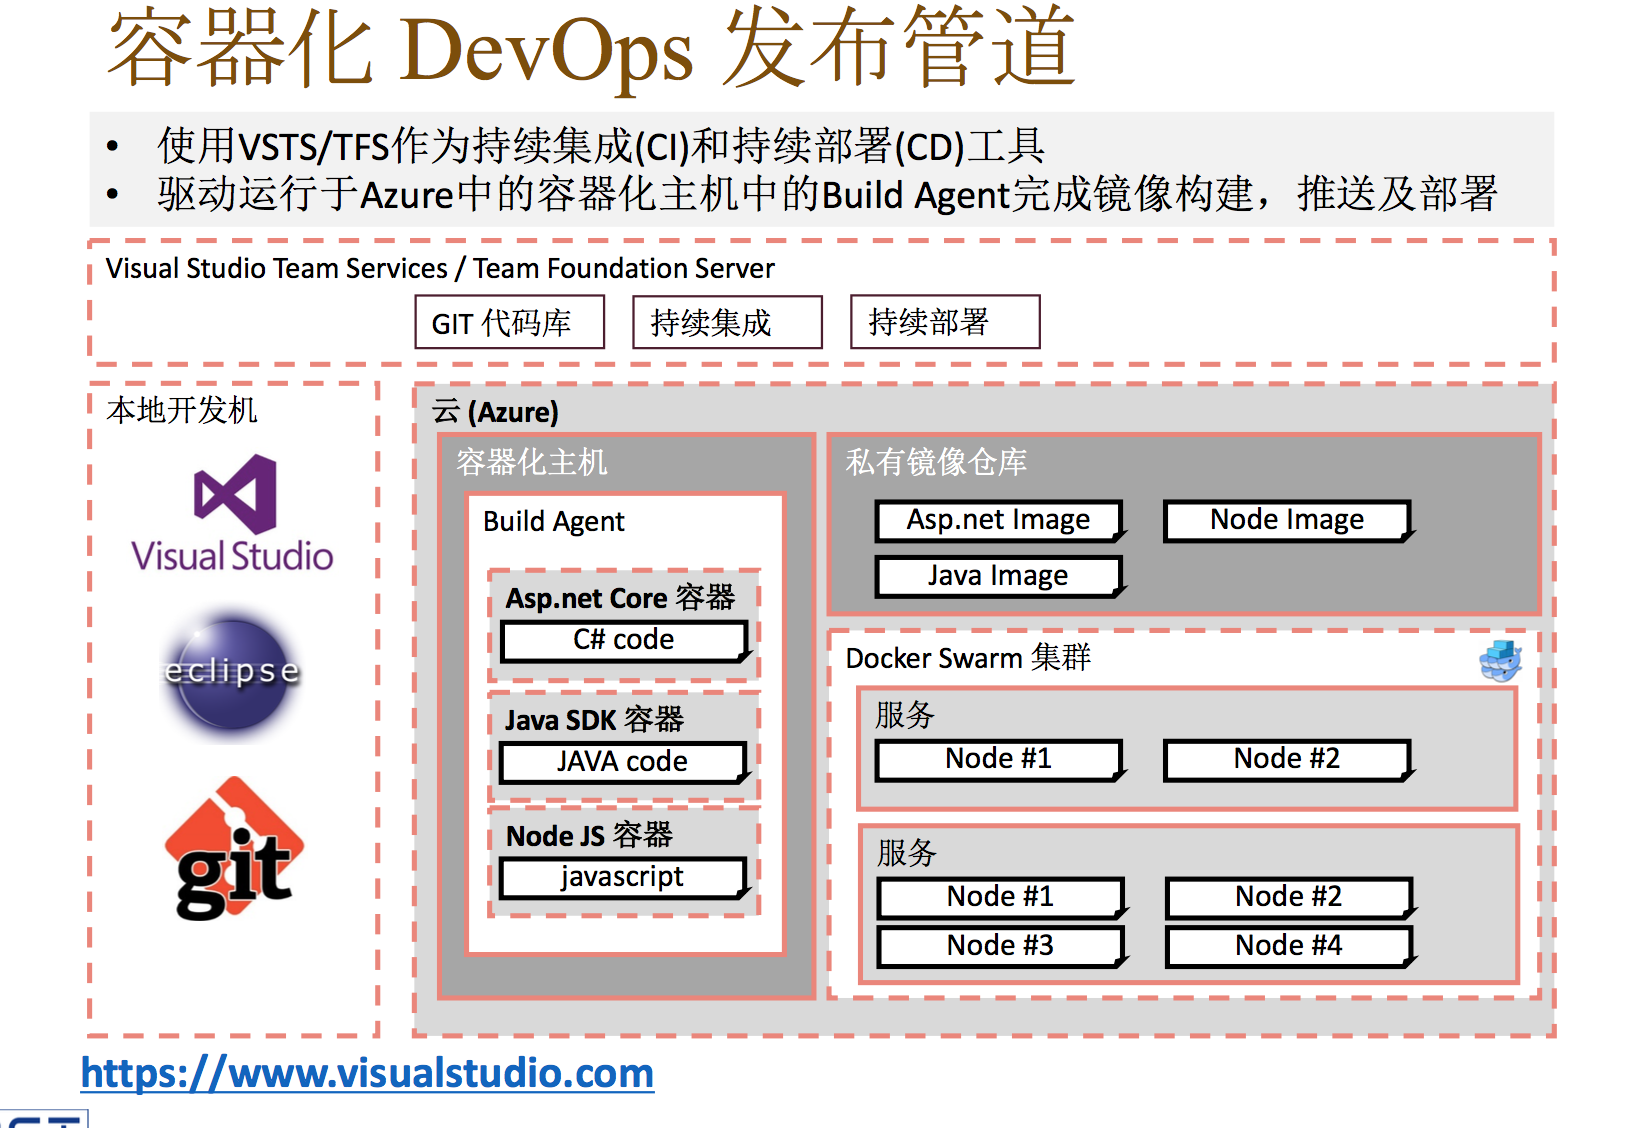 容器化 DevOps 发布管道
• 使用VSTS/TFS作为持续集成(CI)和持续部署(CD)工具
• 驱动运行于Azure中的容器化主机中的Build Agent完成镜像构建，推送及部署
Visual Studio Team Services / Team Foundation Server
GIT 代码库
持续集成
持续部署
本地开发机
Visual Studio
eclipse
git
云 (Azure)
容器化主机
Build Agent
Asp.net Core 容器
C# code
Java SDK 容器
JAVA code
Node JS 容器
javascript
私有镜像仓库
Asp.net Image
Node Image
Java Image
Docker Swarm 集群
服务
Node #1
Node #2
服务
Node #1
Node #2
Node #3
Node #4
https://www.visualstudio.com